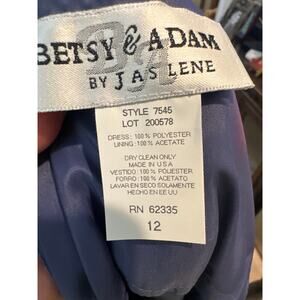 BETSY & ADAM
BY JAS LENE
STYLE 7545
LOT 200578
DRESS: 100% POLYESTER
LINING: 100% ACETATE
DRY CLEAN ONLY
MADE IN USA
VESTIDO: 100% POLIESTER
FORRO: 100% ACETATO
LAVAR EN SECO SOLAMENTE
HECHO EN EE UU
RN 62335
12